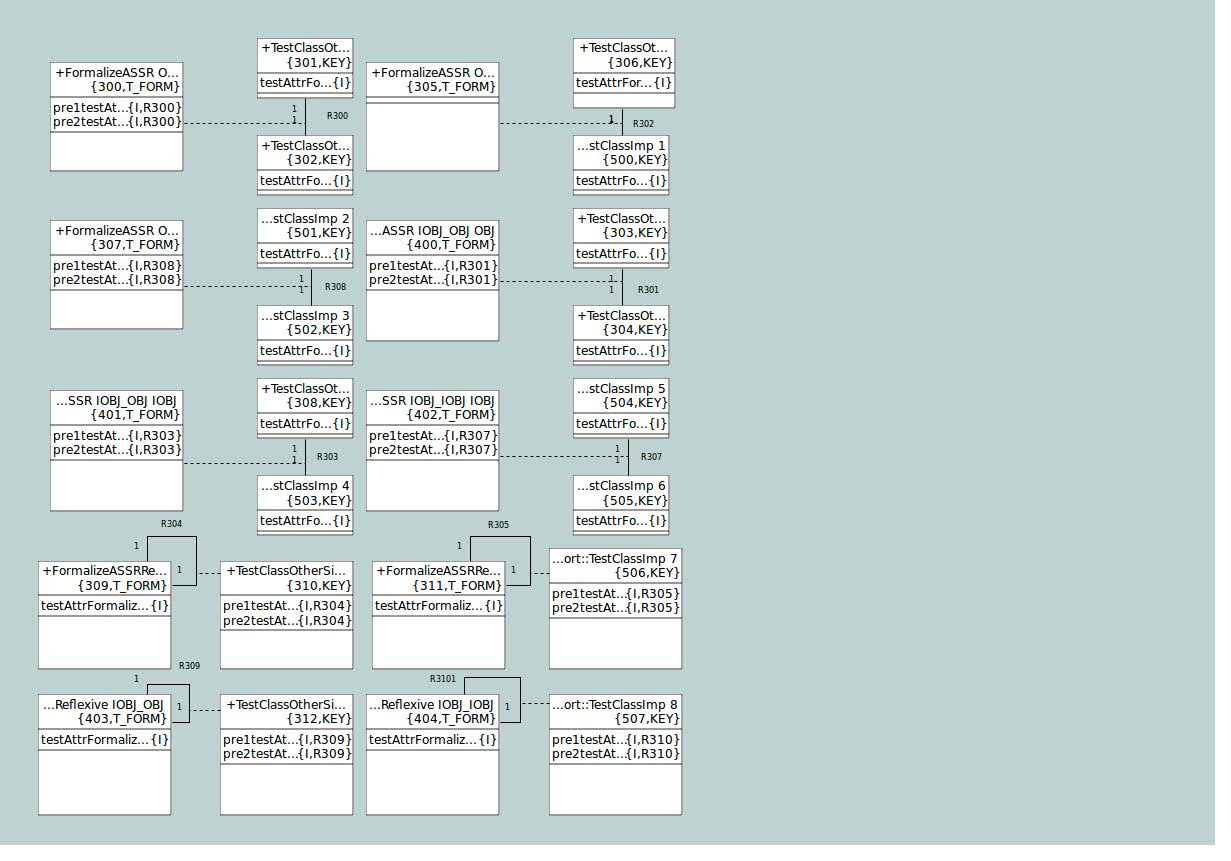 +TestClassOt...
{301,KEY}
testAttrFo...{I}
+TestClassOt...
{306,KEY}
testAttrFor...{I}
+FormalizeASSR O...
{300,T_FORM}
pre1testAt...{I,R300}
pre2testAt...{I,R300}
+FormalizeASSR O...
{305,T_FORM}
1
1
R300
1
R302
+TestClassOt...
{302,KEY}
testAttrFo...{I}
...stClassImp 1
{500,KEY}
testAttrFo...{I}
...stClassImp 2
{501,KEY}
testAttrFo...{I}
+TestClassOt...
{303,KEY}
testAttrFo...{I}
+FormalizeASSR O...
{307,T_FORM}
pre1testAt...{I,R308}
pre2testAt...{I,R308}
...ASSR IOBJ_OBJ OBJ
{400,T_FORM}
pre1testAt...{I,R301}
pre2testAt...{I,R301}
1
1
R308
1
1
R301
...stClassImp 3
{502,KEY}
testAttrFo...{I}
+TestClassOt...
{304,KEY}
testAttrFo...{I}
+TestClassOt...
{308,KEY}
testAttrFo...{I}
...stClassImp 5
{504,KEY}
testAttrFo...{I}
...SSR IOBJ_OBJ IOBJ
{401,T_FORM}
pre1testAt...{I,R303}
pre2testAt...{I,R303}
...SSR IOBJ_IOBJ IOBJ
{402,T_FORM}
pre1testAt...{I,R307}
pre2testAt...{I,R307}
1
1
R303
1
1
R307
...stClassImp 4
{503,KEY}
testAttrFo...{I}
...stClassImp 6
{505,KEY}
testAttrFo...{I}
R304
1
1
R305
1
1
+FormalizeASSRRe...
{309,T_FORM}
testAttrFormaliz...{I}
+TestClassOtherSi...
{310,KEY}
pre1testAt...{I,R304}
pre2testAt...{I,R304}
+FormalizeASSRRe...
{311,T_FORM}
testAttrFormaliz...{I}
...ort::TestClassImp 7
{506,KEY}
pre1testAt...{I,R305}
pre2testAt...{I,R305}
R309
1
1
R3101
1
...Reflexive IOBJ_OBJ
{403,T_FORM}
testAttrFormaliz...{I}
+TestClassOtherSi...
{312,KEY}
pre1testAt...{I,R309}
pre2testAt...{I,R309}
...Reflexive IOBJ_IOBJ
{404,T_FORM}
testAttrFormaliz...{I}
...ort::TestClassImp 8
{507,KEY}
pre1testAt...{I,R310}
pre2testAt...{I,R310}